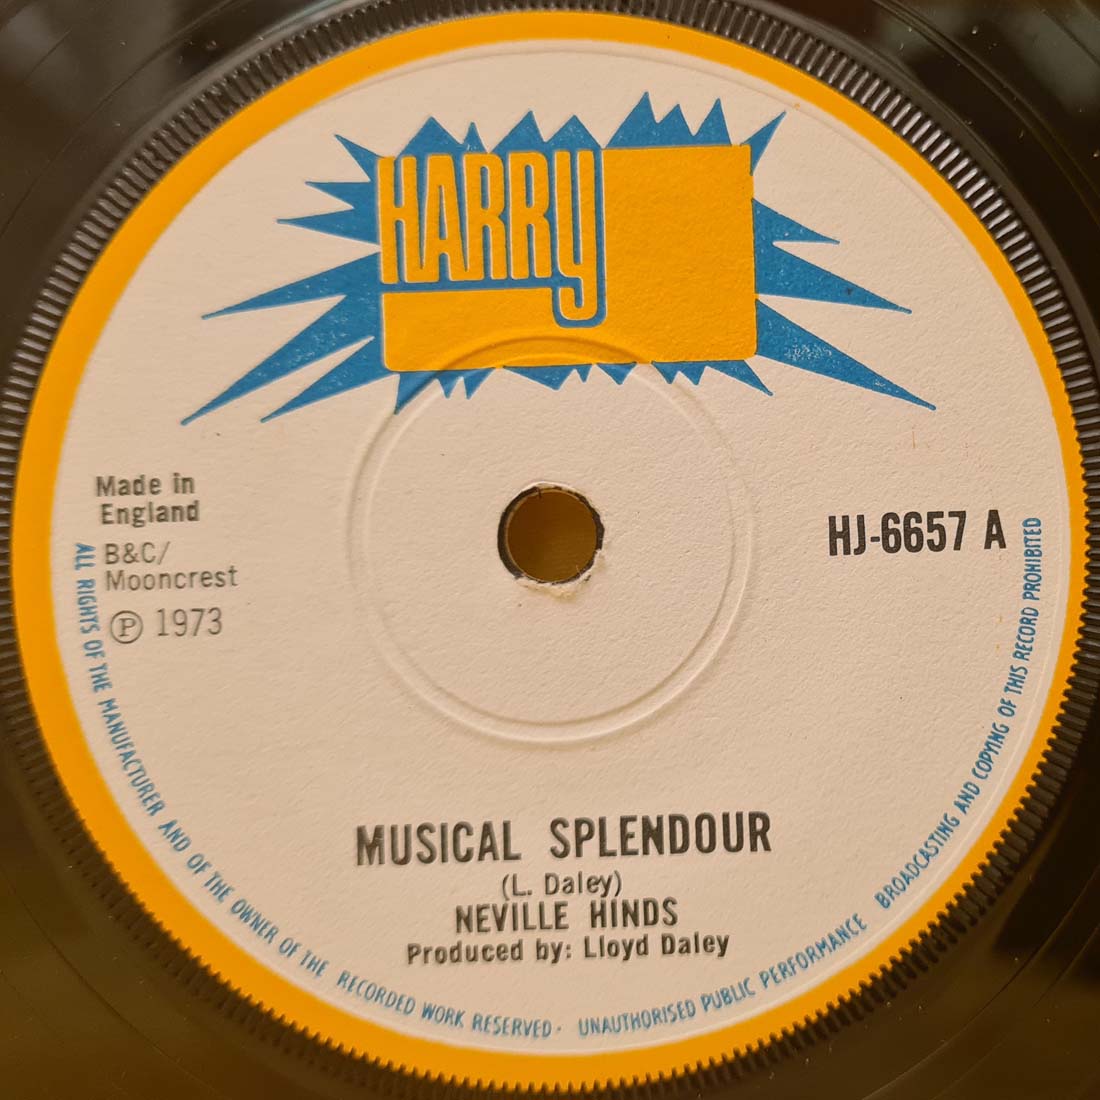 HARRY
Made in
England
B&C/
Mooncrest
℗ 1973
HJ-6657 A
MUSICAL SPLENDOUR
(L. Daley)
NEVILLE HINDS
Produced by: Lloyd Daley
ALL RIGHTS OF THE MANUFACTURER AND OF THE OWNER OF THE RECORDED WORK RESERVED · UNAUTHORISED PUBLIC PERFORMANCE BROADCASTING AND COPYING OF THIS RECORD PROHIBITED